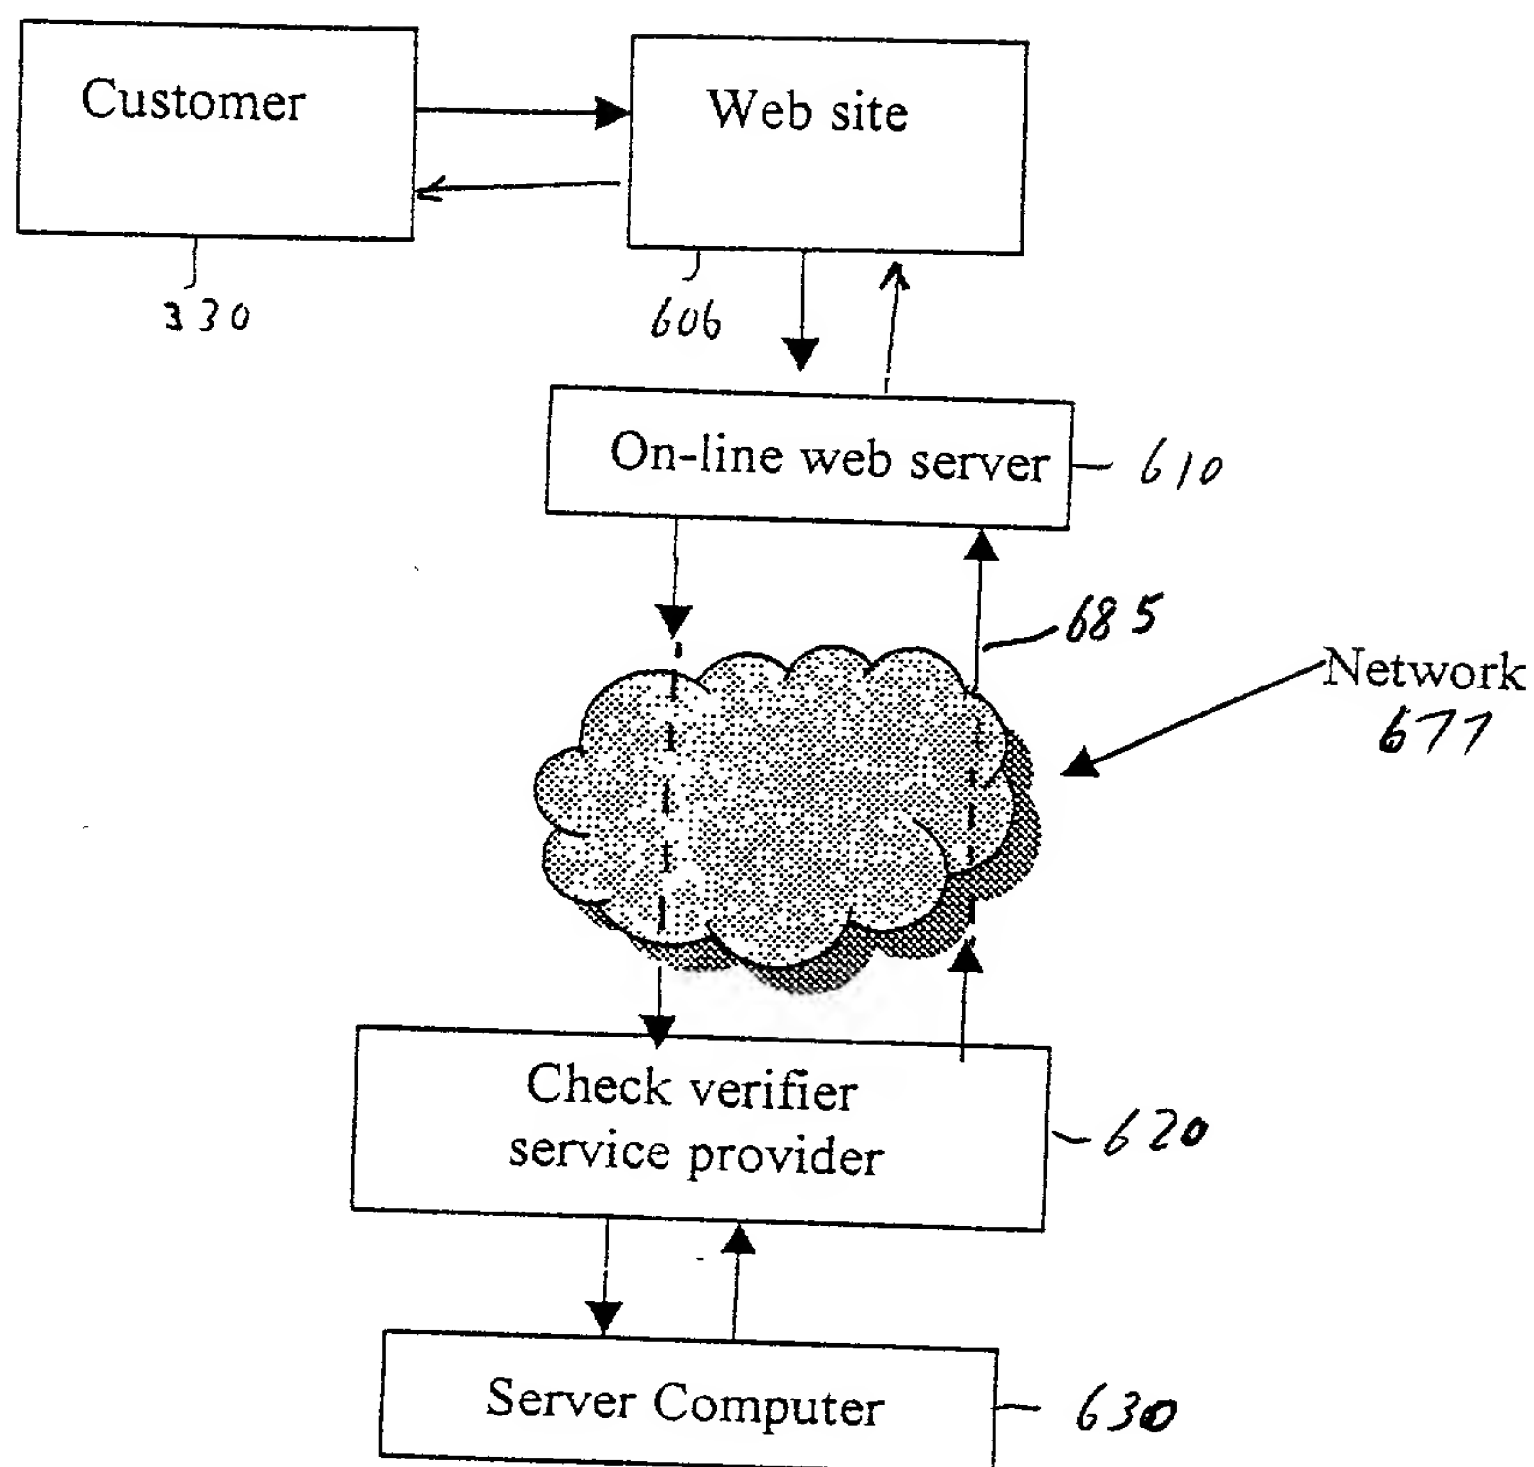 Customer
Web site
330
606
On-line web server
610
685
Network
677
Check verifier
service provider
620
Server Computer
630